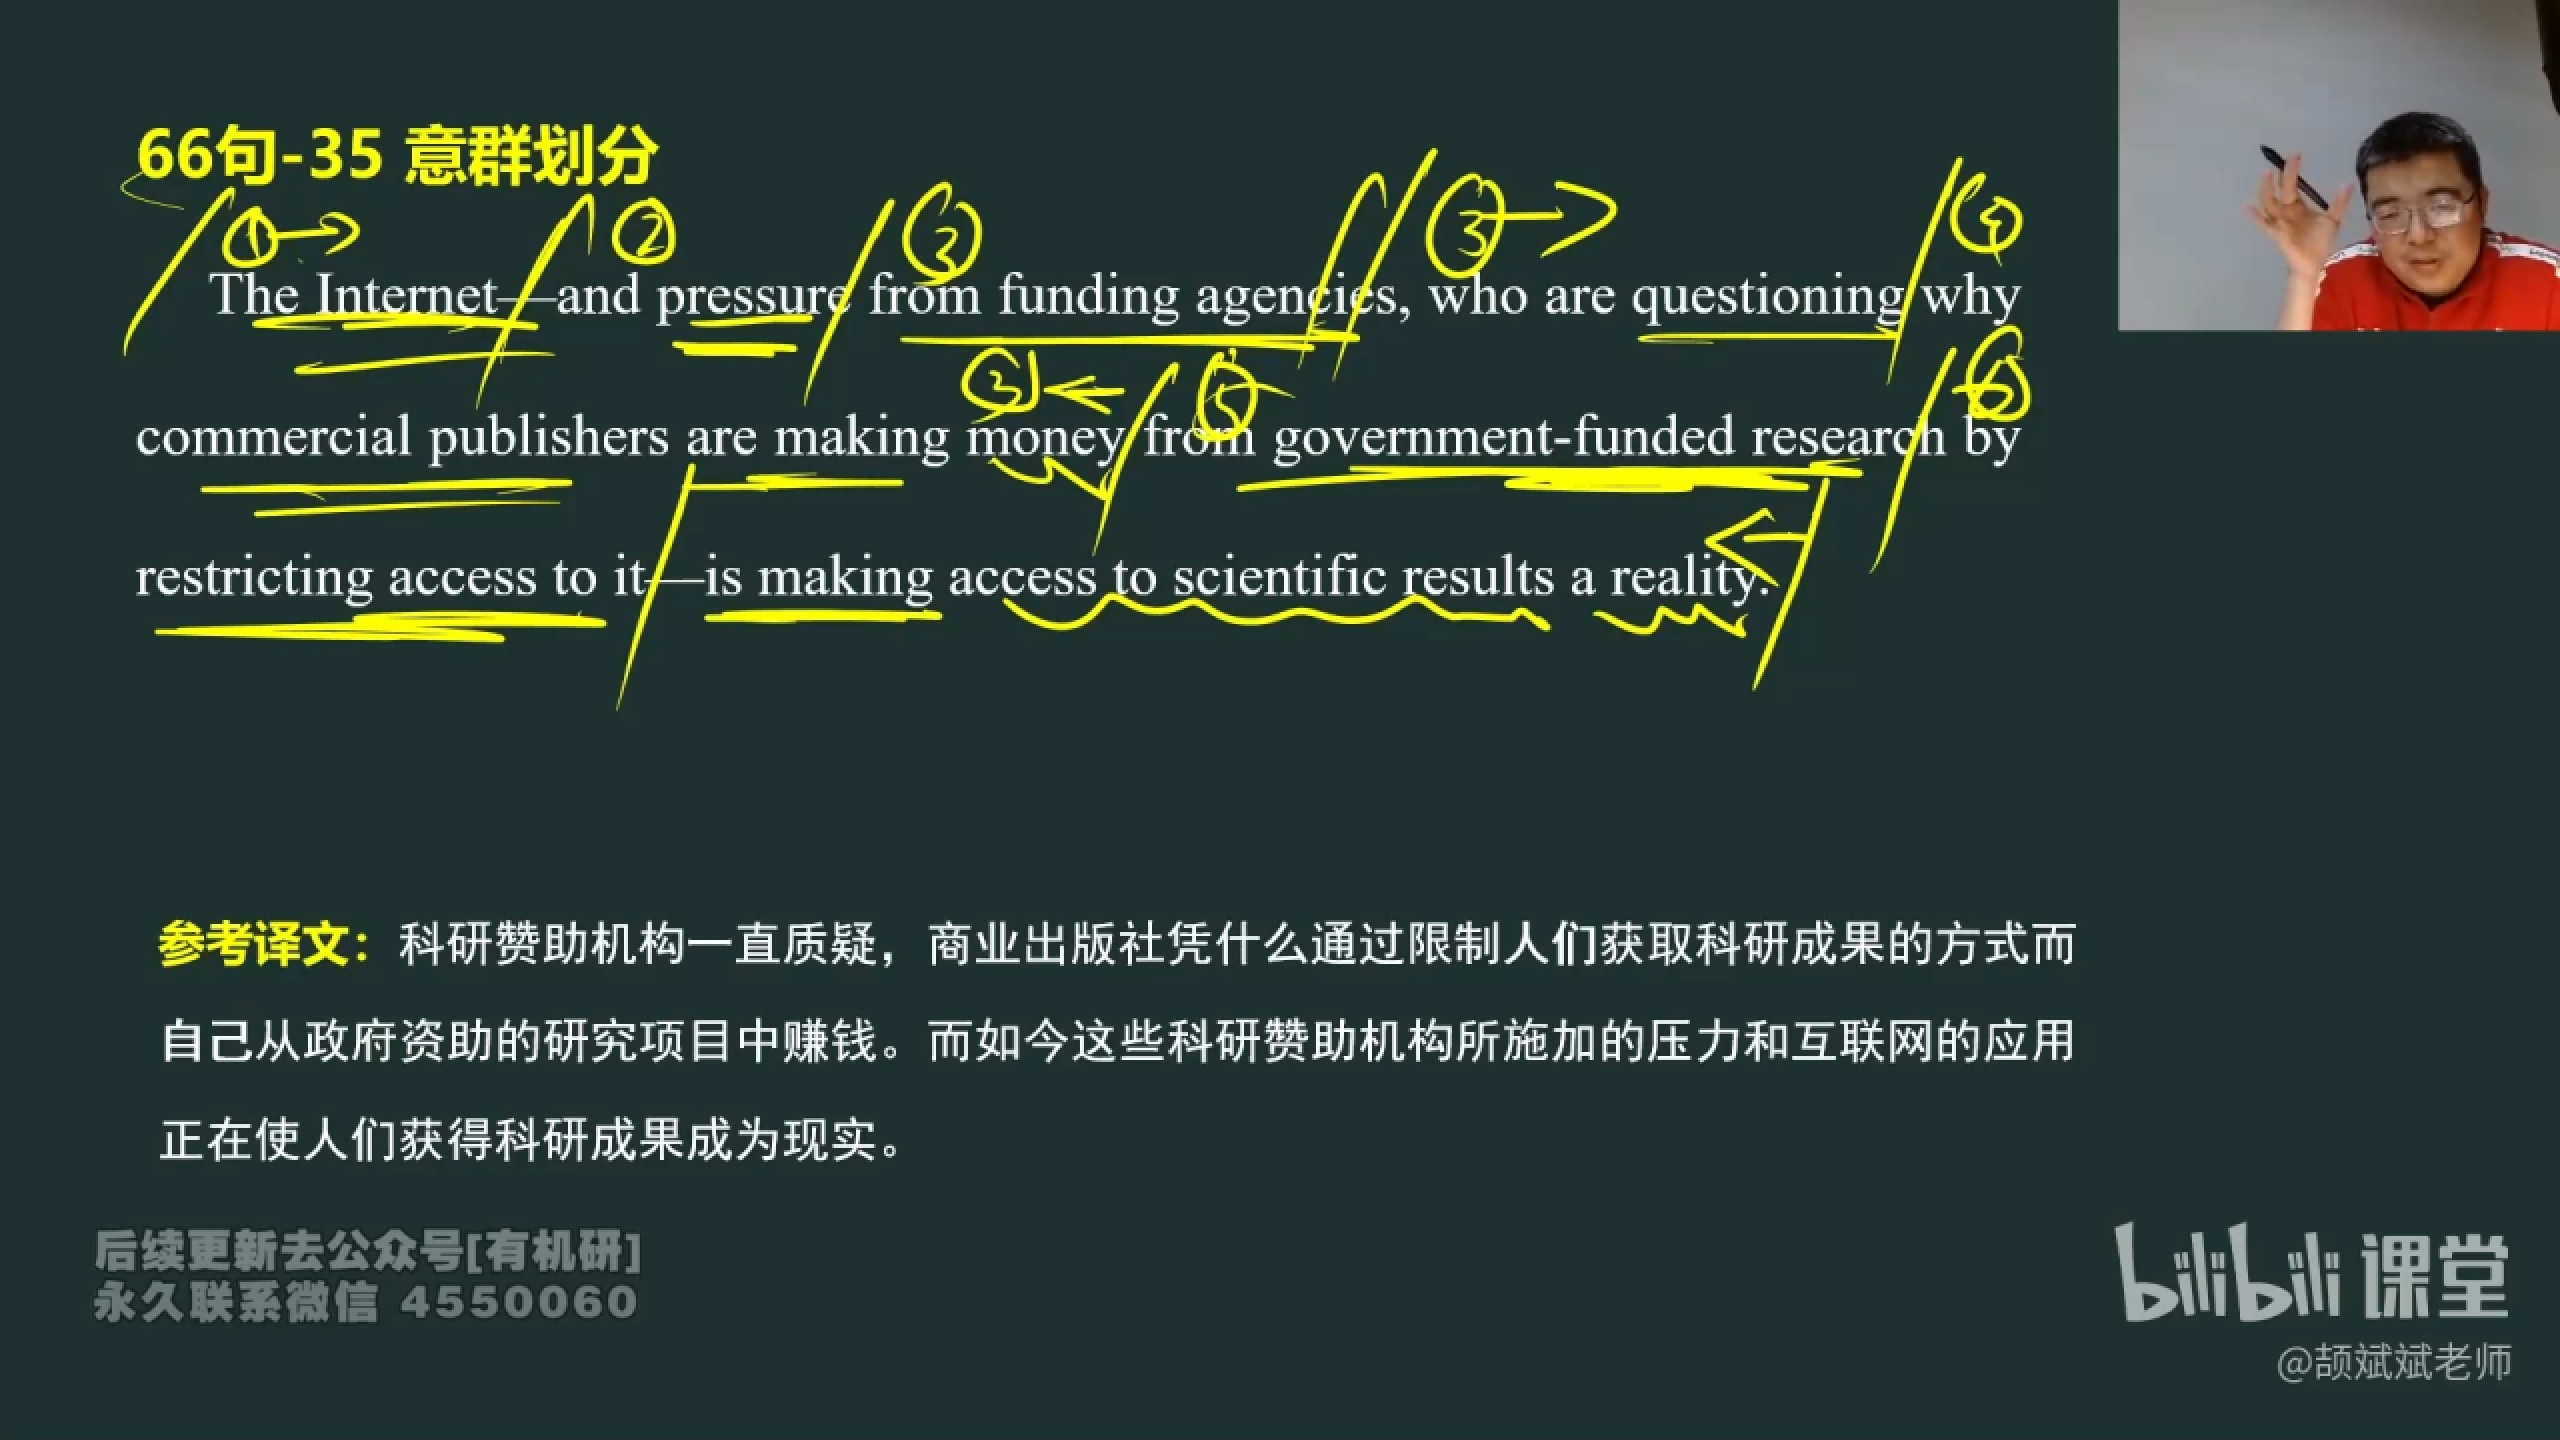 66句-35 意群划分
① ② ③ ③ ④
The Internet—and pressure from funding agencies, who are questioning why
③ ⑤ ⑥
commercial publishers are making money from government-funded research by
restricting access to it—is making access to scientific results a reality.
参考译文：科研赞助机构一直质疑，商业出版社凭什么通过限制人们获取科研成果的方式而
自己从政府资助的研究项目中赚钱。而如今这些科研赞助机构所施加的压力和互联网的应用
正在使人们获得科研成果成为现实。
后续更新去公众号[有机研]
永久联系微信 4550060
bilibili 课堂
@颉斌斌老师